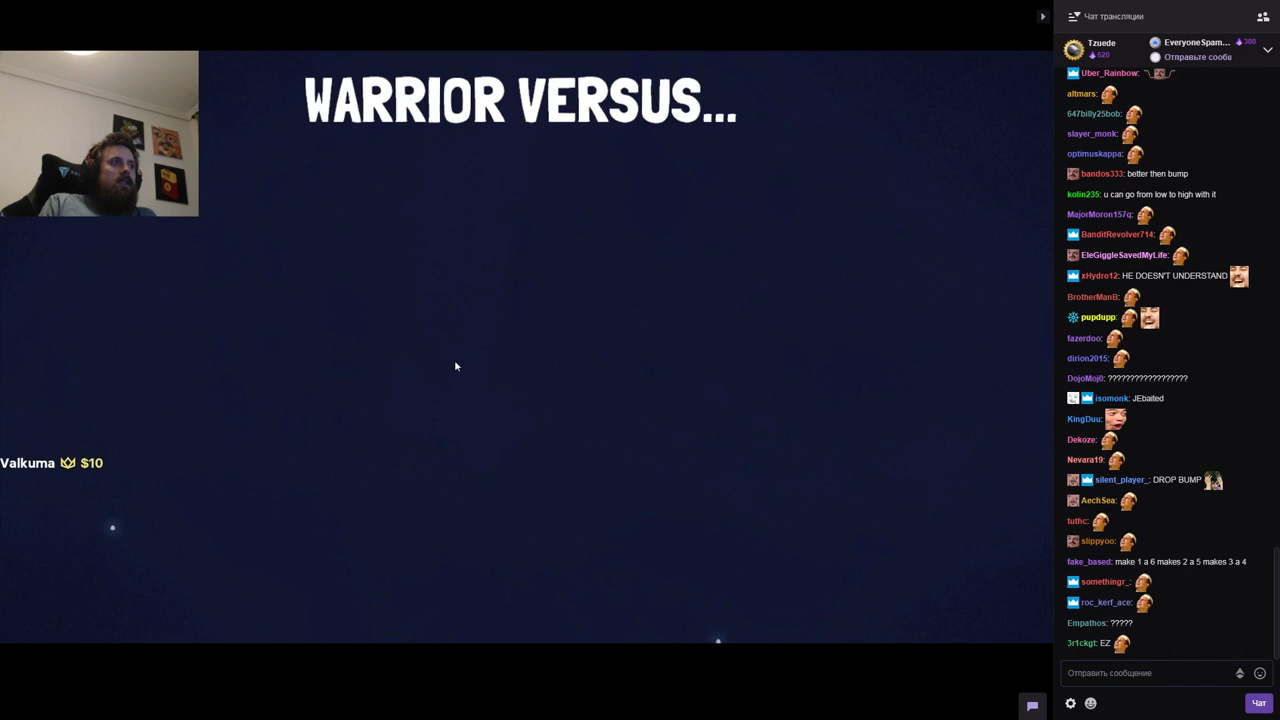 WARRIOR VERSUS...
Valkuma $10
Чат трансляции
Tzuede
520
EveryoneSpam... 300
Отправьте сообщ
Uber_Rainbow: ¯\_ _/¯
altmars:
647billy25bob:
slayer_monk:
optimuskappa:
bandos333: better then bump
kolin235: u can go from low to high with it
MajorMoron157q:
BanditRevolver714:
EleGiggleSavedMyLife:
xHydro12: HE DOESN'T UNDERSTAND
BrotherManB:
pupdupp:
fazerdoo:
dirion2015:
DojoMoj0: ??????????????????
isomonk: JEbaited
KingDuu:
Dekoze:
Nevara19:
silent_player_: DROP BUMP
AechSea:
tuthc:
slippyoo:
fake_based: make 1 a 6 makes 2 a 5 makes 3 a 4
somethingr_:
roc_kerf_ace:
Empathos: ?????
3r1ckgt: EZ
Отправить сообщение
Чат